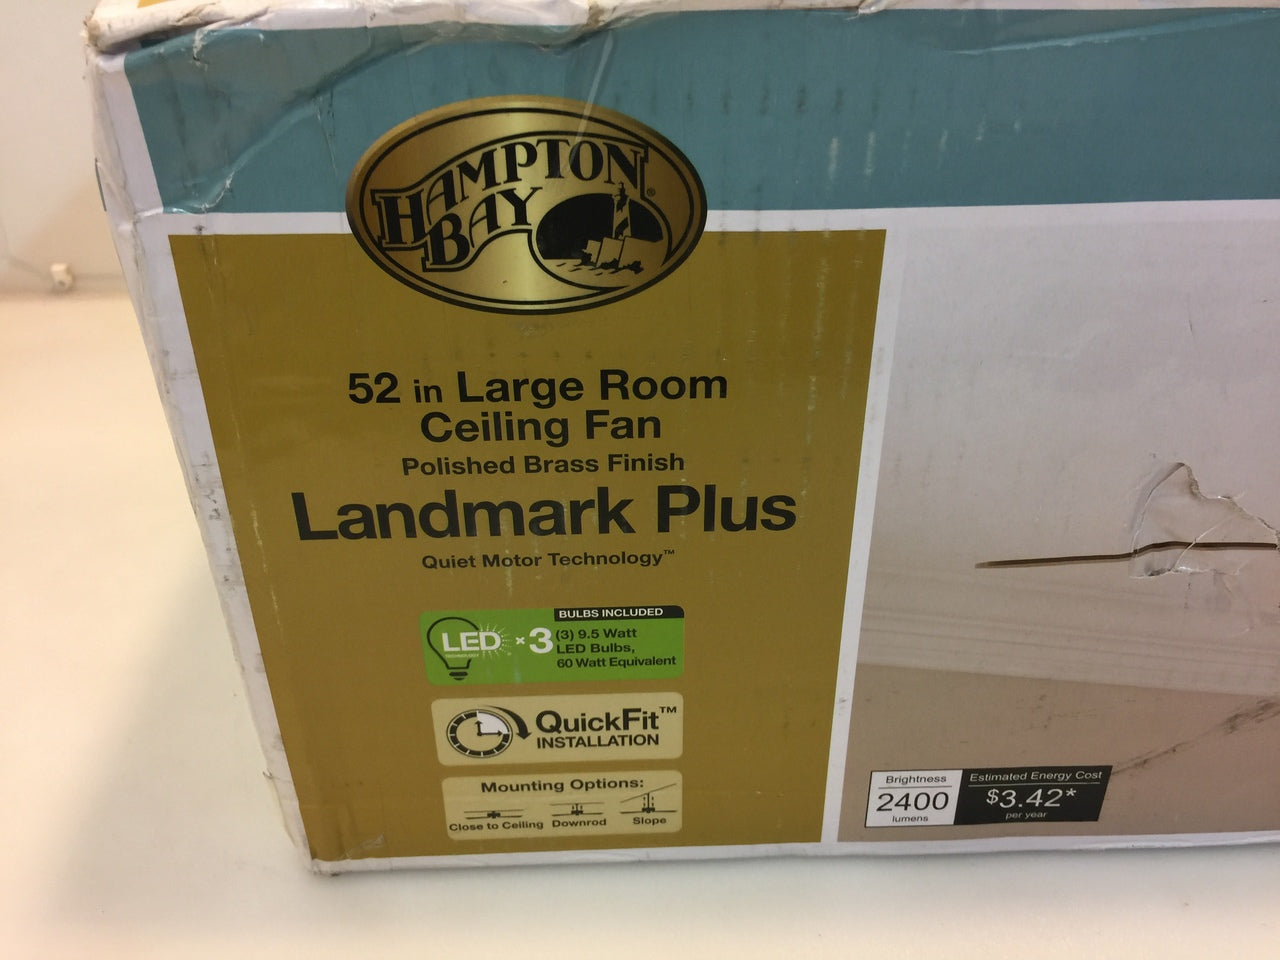 HAMPTON
BAY®
52 in Large Room
Ceiling Fan
Polished Brass Finish
Landmark Plus
Quiet Motor Technology™
BULBS INCLUDED
LED × 3
TECHNOLOGY
(3) 9.5 Watt
LED Bulbs,
60 Watt Equivalent
QuickFit™
INSTALLATION
Mounting Options:
Close to Ceiling Downrod Slope
Brightness
2400
lumens
Estimated Energy Cost
$3.42*
per year